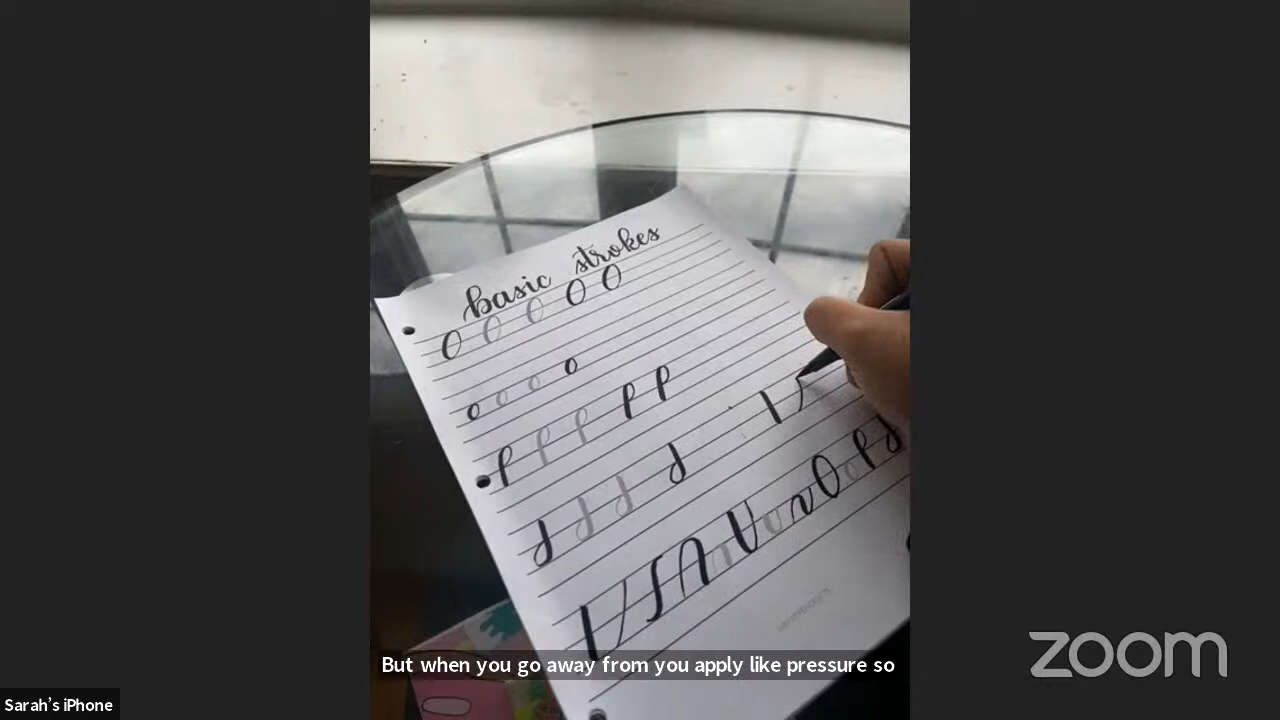 basic strokes
But when you go away from you apply like pressure so
zoom
Sarah's iPhone